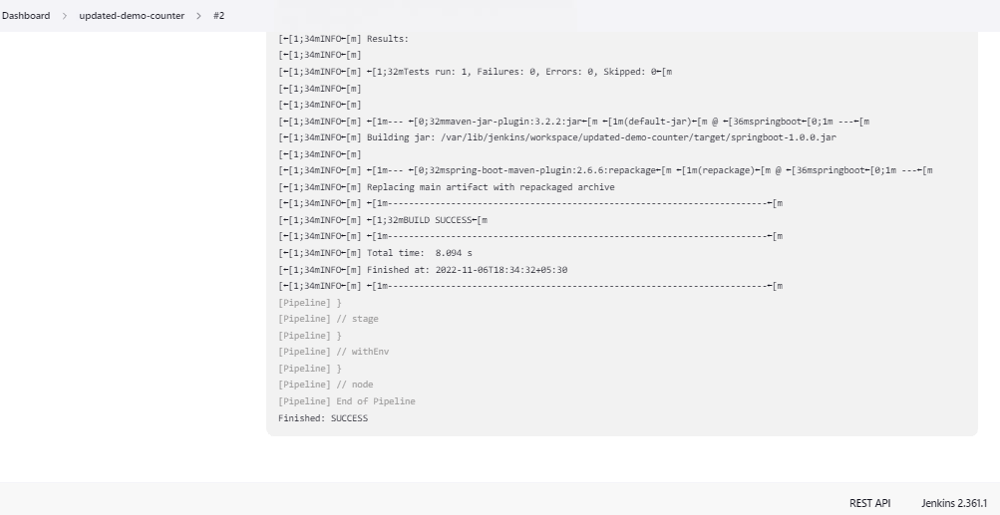 Dashboard > updated-demo-counter > #2
[←[1;34mINFO←[m] Results:
[←[1;34mINFO←[m]
[←[1;34mINFO←[m] ←[1;32mTests run: 1, Failures: 0, Errors: 0, Skipped: 0←[m
[←[1;34mINFO←[m]
[←[1;34mINFO←[m]
[←[1;34mINFO←[m] ←[1m--- ←[0;32mmaven-jar-plugin:3.2.2:jar←[m ←[1m(default-jar)←[m @ ←[36mspringboot←[0;1m ---←[m
[←[1;34mINFO←[m] Building jar: /var/lib/jenkins/workspace/updated-demo-counter/target/springboot-1.0.0.jar
[←[1;34mINFO←[m]
[←[1;34mINFO←[m] ←[1m--- ←[0;32mspring-boot-maven-plugin:2.6.6:repackage←[m ←[1m(repackage)←[m @ ←[36mspringboot←[0;1m ---←[m
[←[1;34mINFO←[m] Replacing main artifact with repackaged archive
[←[1;34mINFO←[m] ←[1m------------------------------------------------------------------------←[m
[←[1;34mINFO←[m] ←[1;32mBUILD SUCCESS←[m
[←[1;34mINFO←[m] ←[1m------------------------------------------------------------------------←[m
[←[1;34mINFO←[m] Total time:  8.094 s
[←[1;34mINFO←[m] Finished at: 2022-11-06T18:34:32+05:30
[←[1;34mINFO←[m] ←[1m------------------------------------------------------------------------←[m
[Pipeline] }
[Pipeline] // stage
[Pipeline] }
[Pipeline] // withEnv
[Pipeline] }
[Pipeline] // node
[Pipeline] End of Pipeline
Finished: SUCCESS
REST API Jenkins 2.361.1